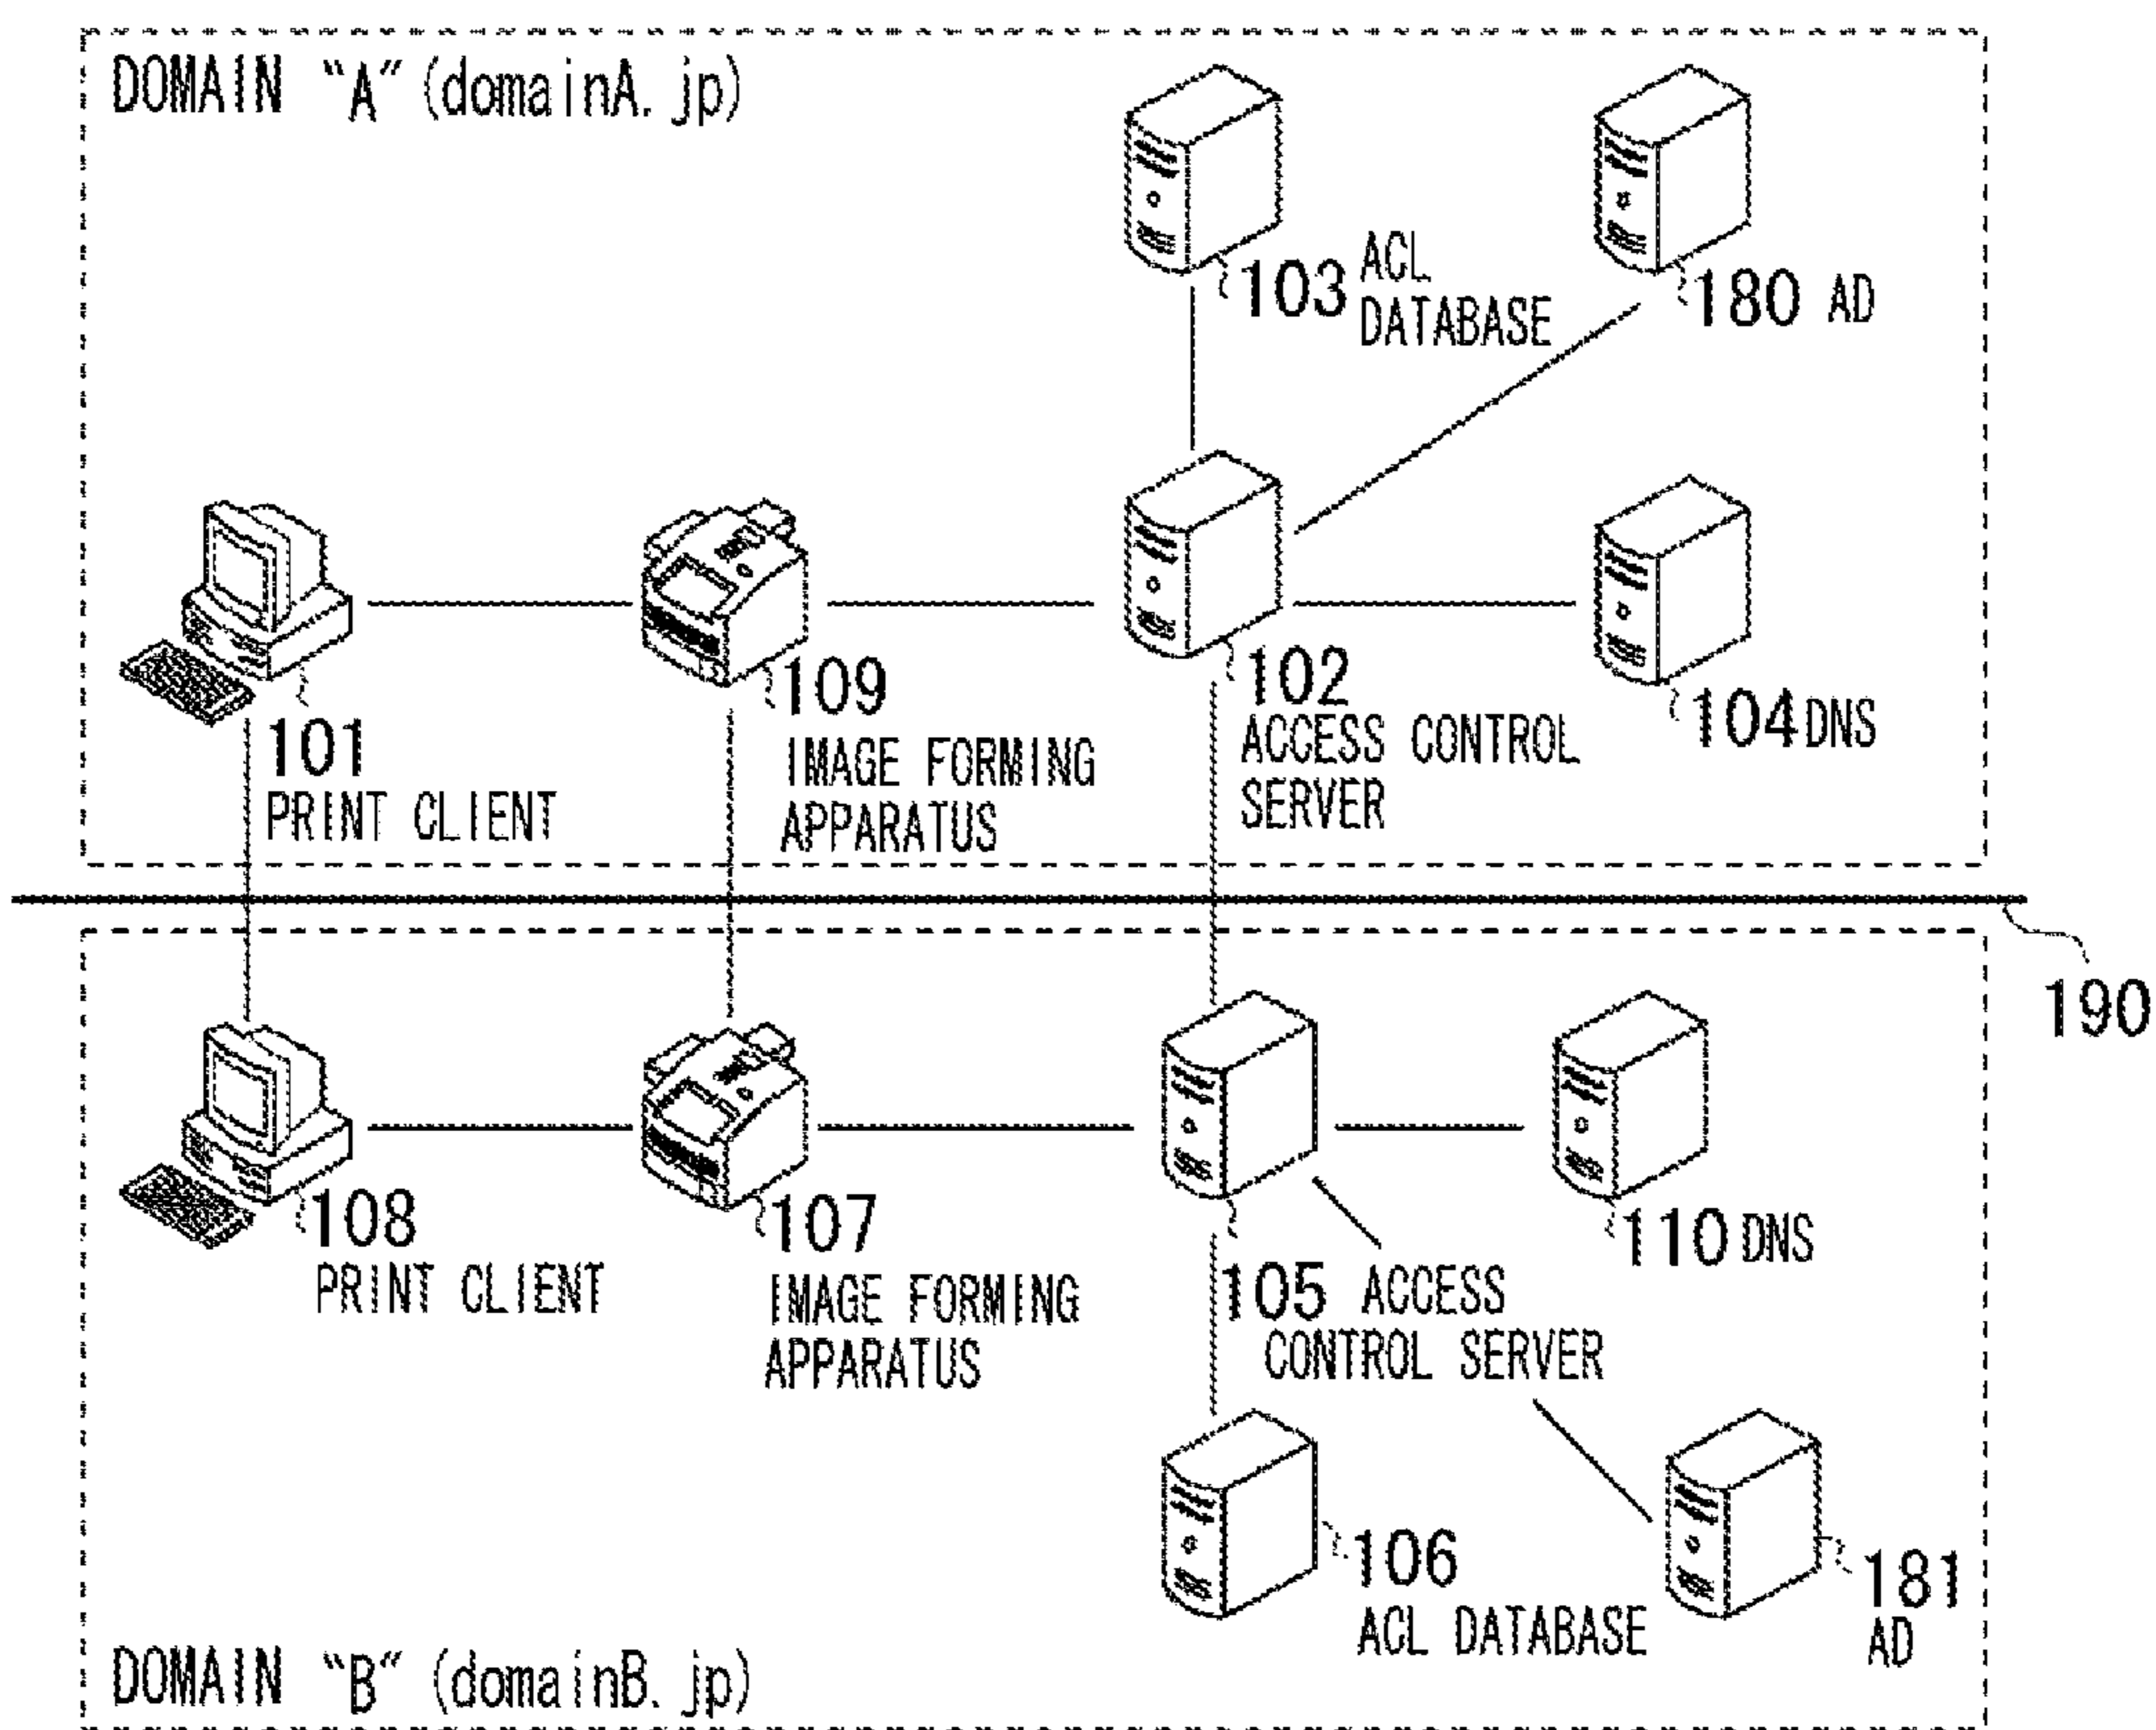 DOMAIN "A" (domainA.jp)
103 ACL
DATABASE
180 AD
101
PRINT CLIENT
109
IMAGE FORMING
APPARATUS
102
ACCESS CONTROL
SERVER
104 DNS
190
108
PRINT CLIENT
107
IMAGE FORMING
APPARATUS
105 ACCESS
CONTROL SERVER
110 DNS
106
ACL DATABASE
181
AD
DOMAIN "B" (domainB.jp)